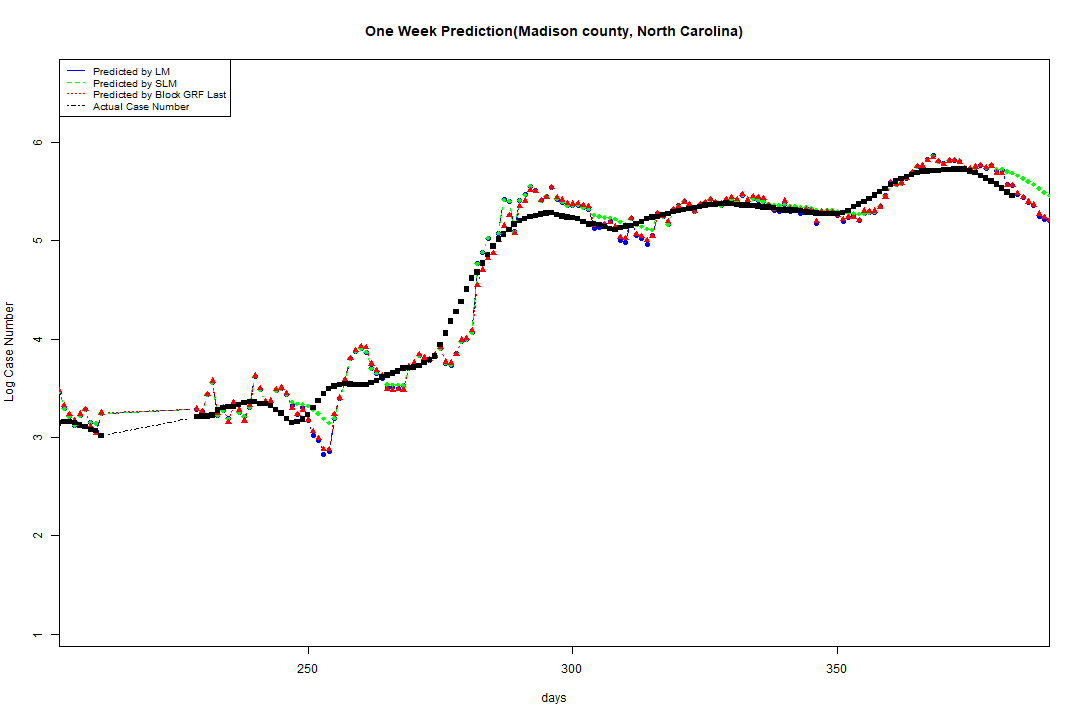 One Week Prediction(Madison county, North Carolina)
Predicted by LM
Predicted by SLM
Predicted by Block GRF Last
Actual Case Number
6
5
4
3
2
1
Log Case Number
250
300
350
days